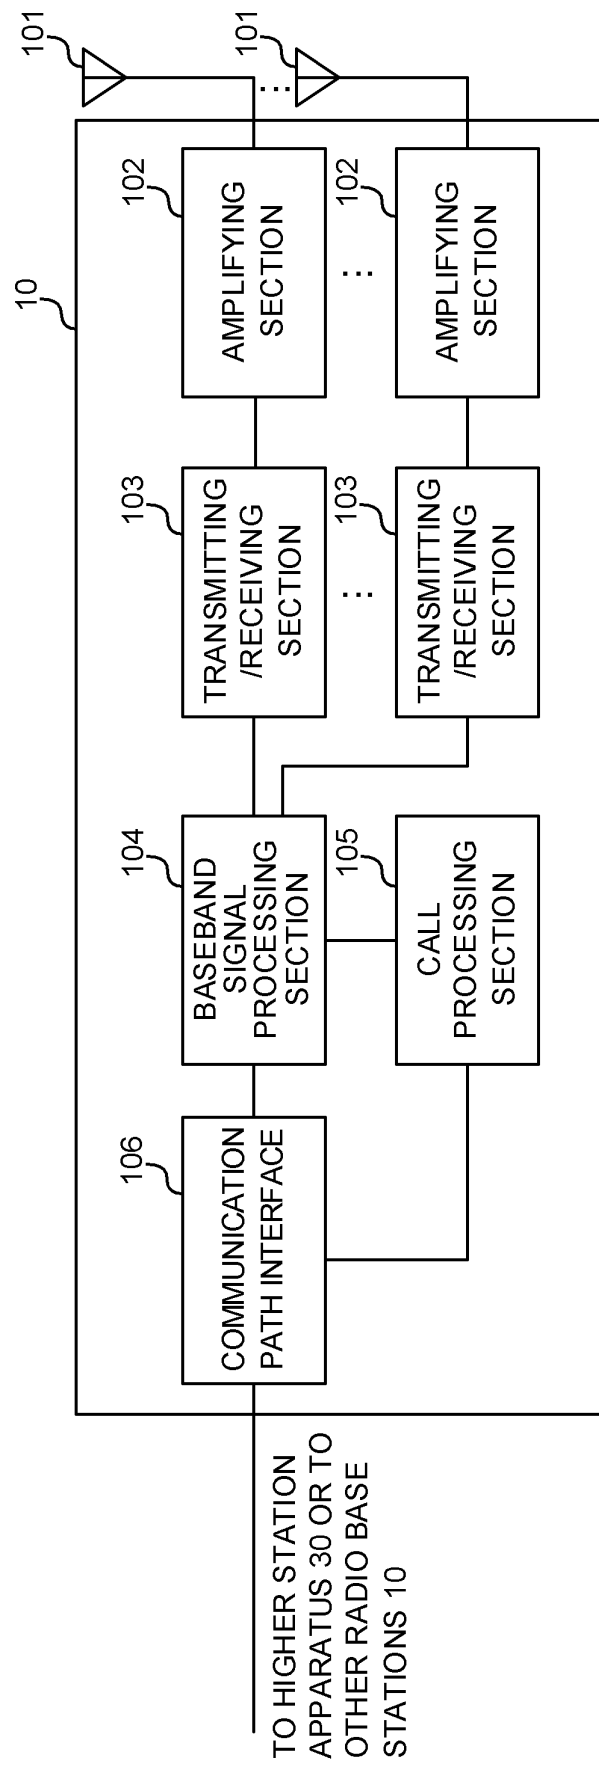 10
101
101
102
102
AMPLIFYING
SECTION
AMPLIFYING
SECTION
...
...
103
103
TRANSMITTING
/RECEIVING
SECTION
TRANSMITTING
/RECEIVING
SECTION
...
104
BASEBAND
SIGNAL
PROCESSING
SECTION
105
CALL
PROCESSING
SECTION
106
COMMUNICATION
PATH INTERFACE
TO HIGHER STATION
APPARATUS 30 OR TO
OTHER RADIO BASE
STATIONS 10